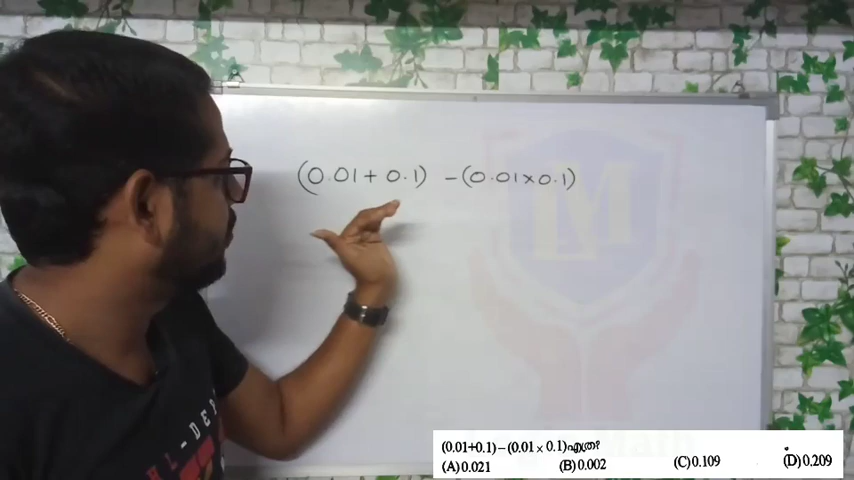 (0.01 + 0.1) - (0.01 × 0.1)
LM
(0.01+0.1) – (0.01 × 0.1) എത്ര?
(A) 0.021 (B) 0.002 (C) 0.109 (D) 0.209